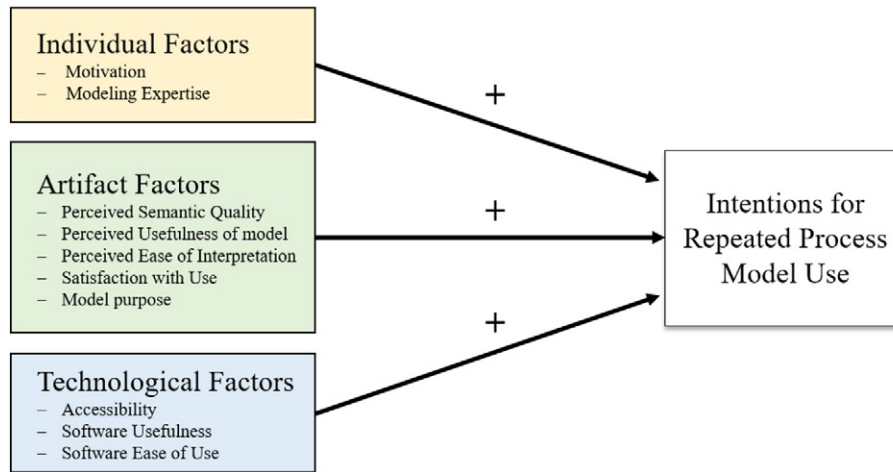 Individual Factors
– Motivation
– Modeling Expertise
+
Artifact Factors
– Perceived Semantic Quality
– Perceived Usefulness of model
– Perceived Ease of Interpretation
– Satisfaction with Use
– Model purpose
+
Intentions for
Repeated Process
Model Use
Technological Factors
– Accessibility
– Software Usefulness
– Software Ease of Use
+